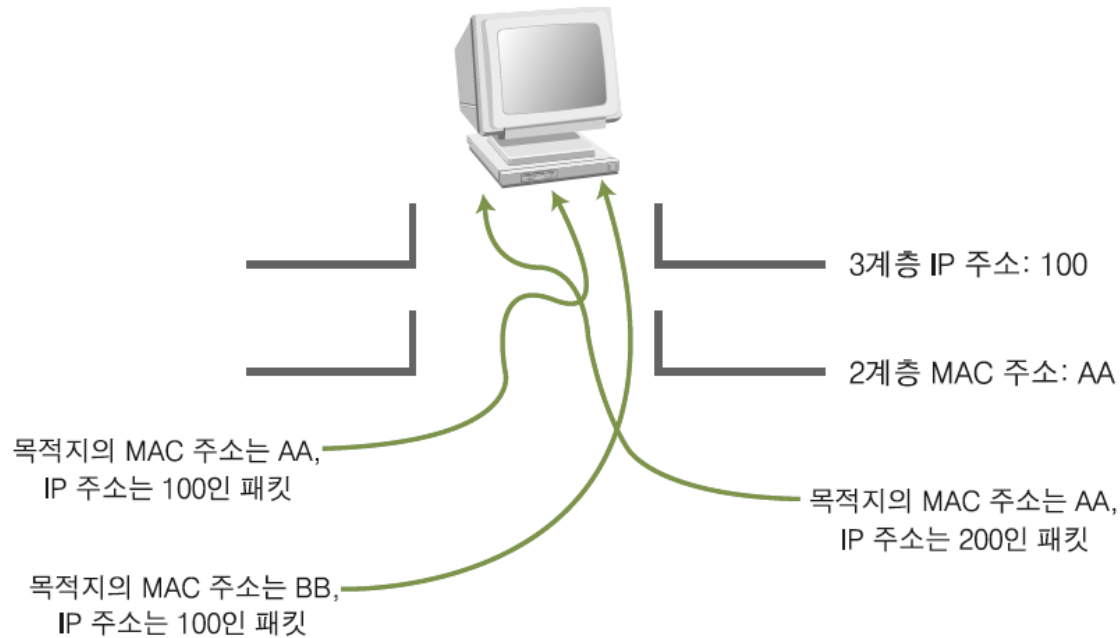 3계층 IP 주소: 100
2계층 MAC 주소: AA
목적지의 MAC 주소는 AA,
IP 주소는 100인 패킷
목적지의 MAC 주소는 AA,
IP 주소는 200인 패킷
목적지의 MAC 주소는 BB,
IP 주소는 100인 패킷